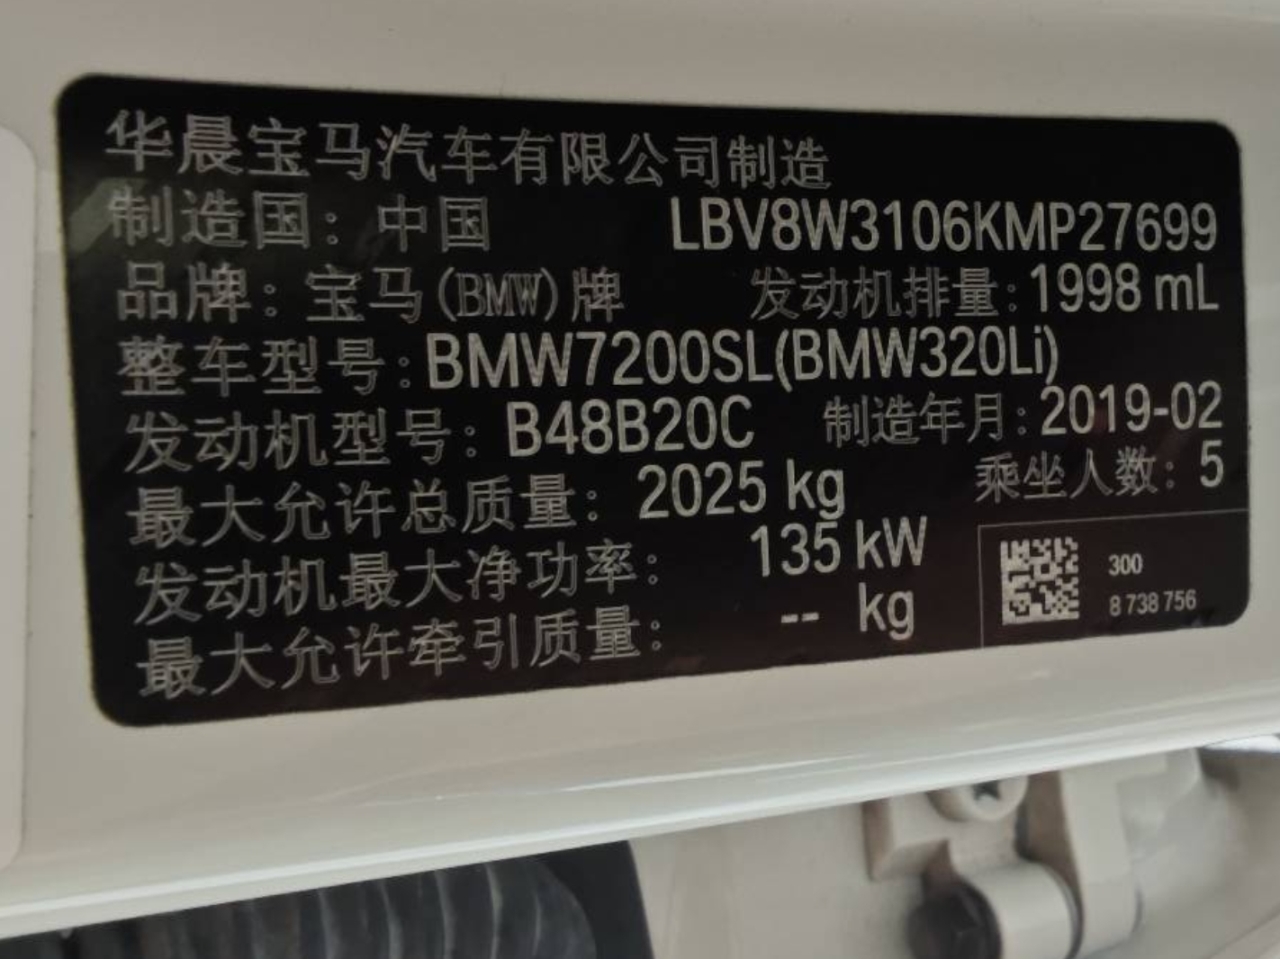 华晨宝马汽车有限公司制造
制造国：中国 LBV8W3106KMP27699
品牌：宝马(BMW)牌 发动机排量：1998 mL
整车型号：BMW7200SL(BMW320Li)
发动机型号：B48B20C 制造年月：2019-02
最大允许总质量：2025 kg 乘坐人数：5
发动机最大净功率：135 kW
最大允许牵引质量：-- kg
300
8 738 756